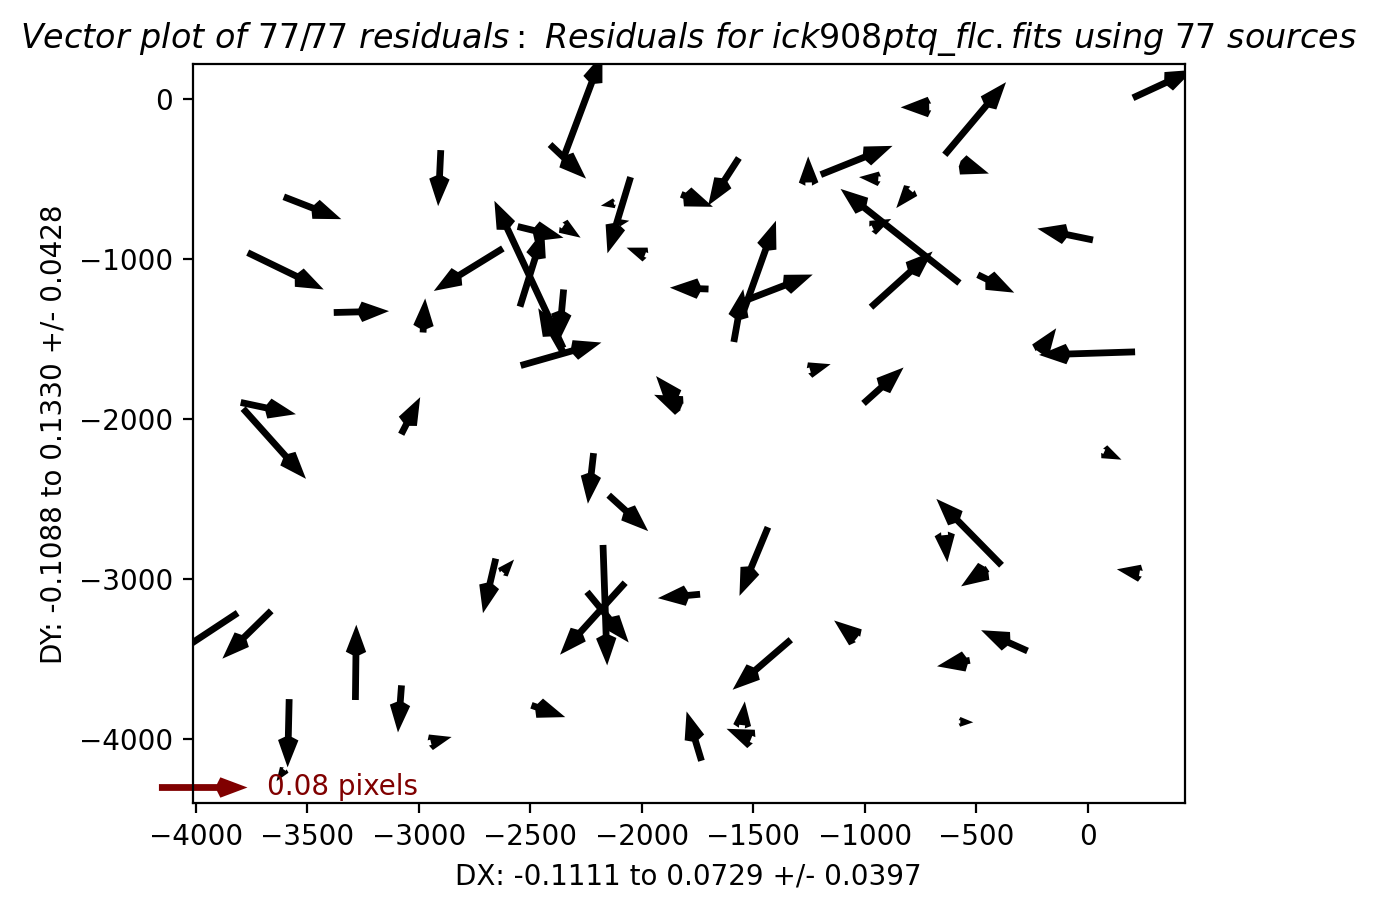 Vector plot of 77/77 residuals: Residuals for ick908ptq_flc.fits using 77 sources
0
−1000
−2000
−3000
−4000
DY: -0.1088 to 0.1330 +/- 0.0428
0.08 pixels
−4000 −3500 −3000 −2500 −2000 −1500 −1000 −500 0
DX: -0.1111 to 0.0729 +/- 0.0397